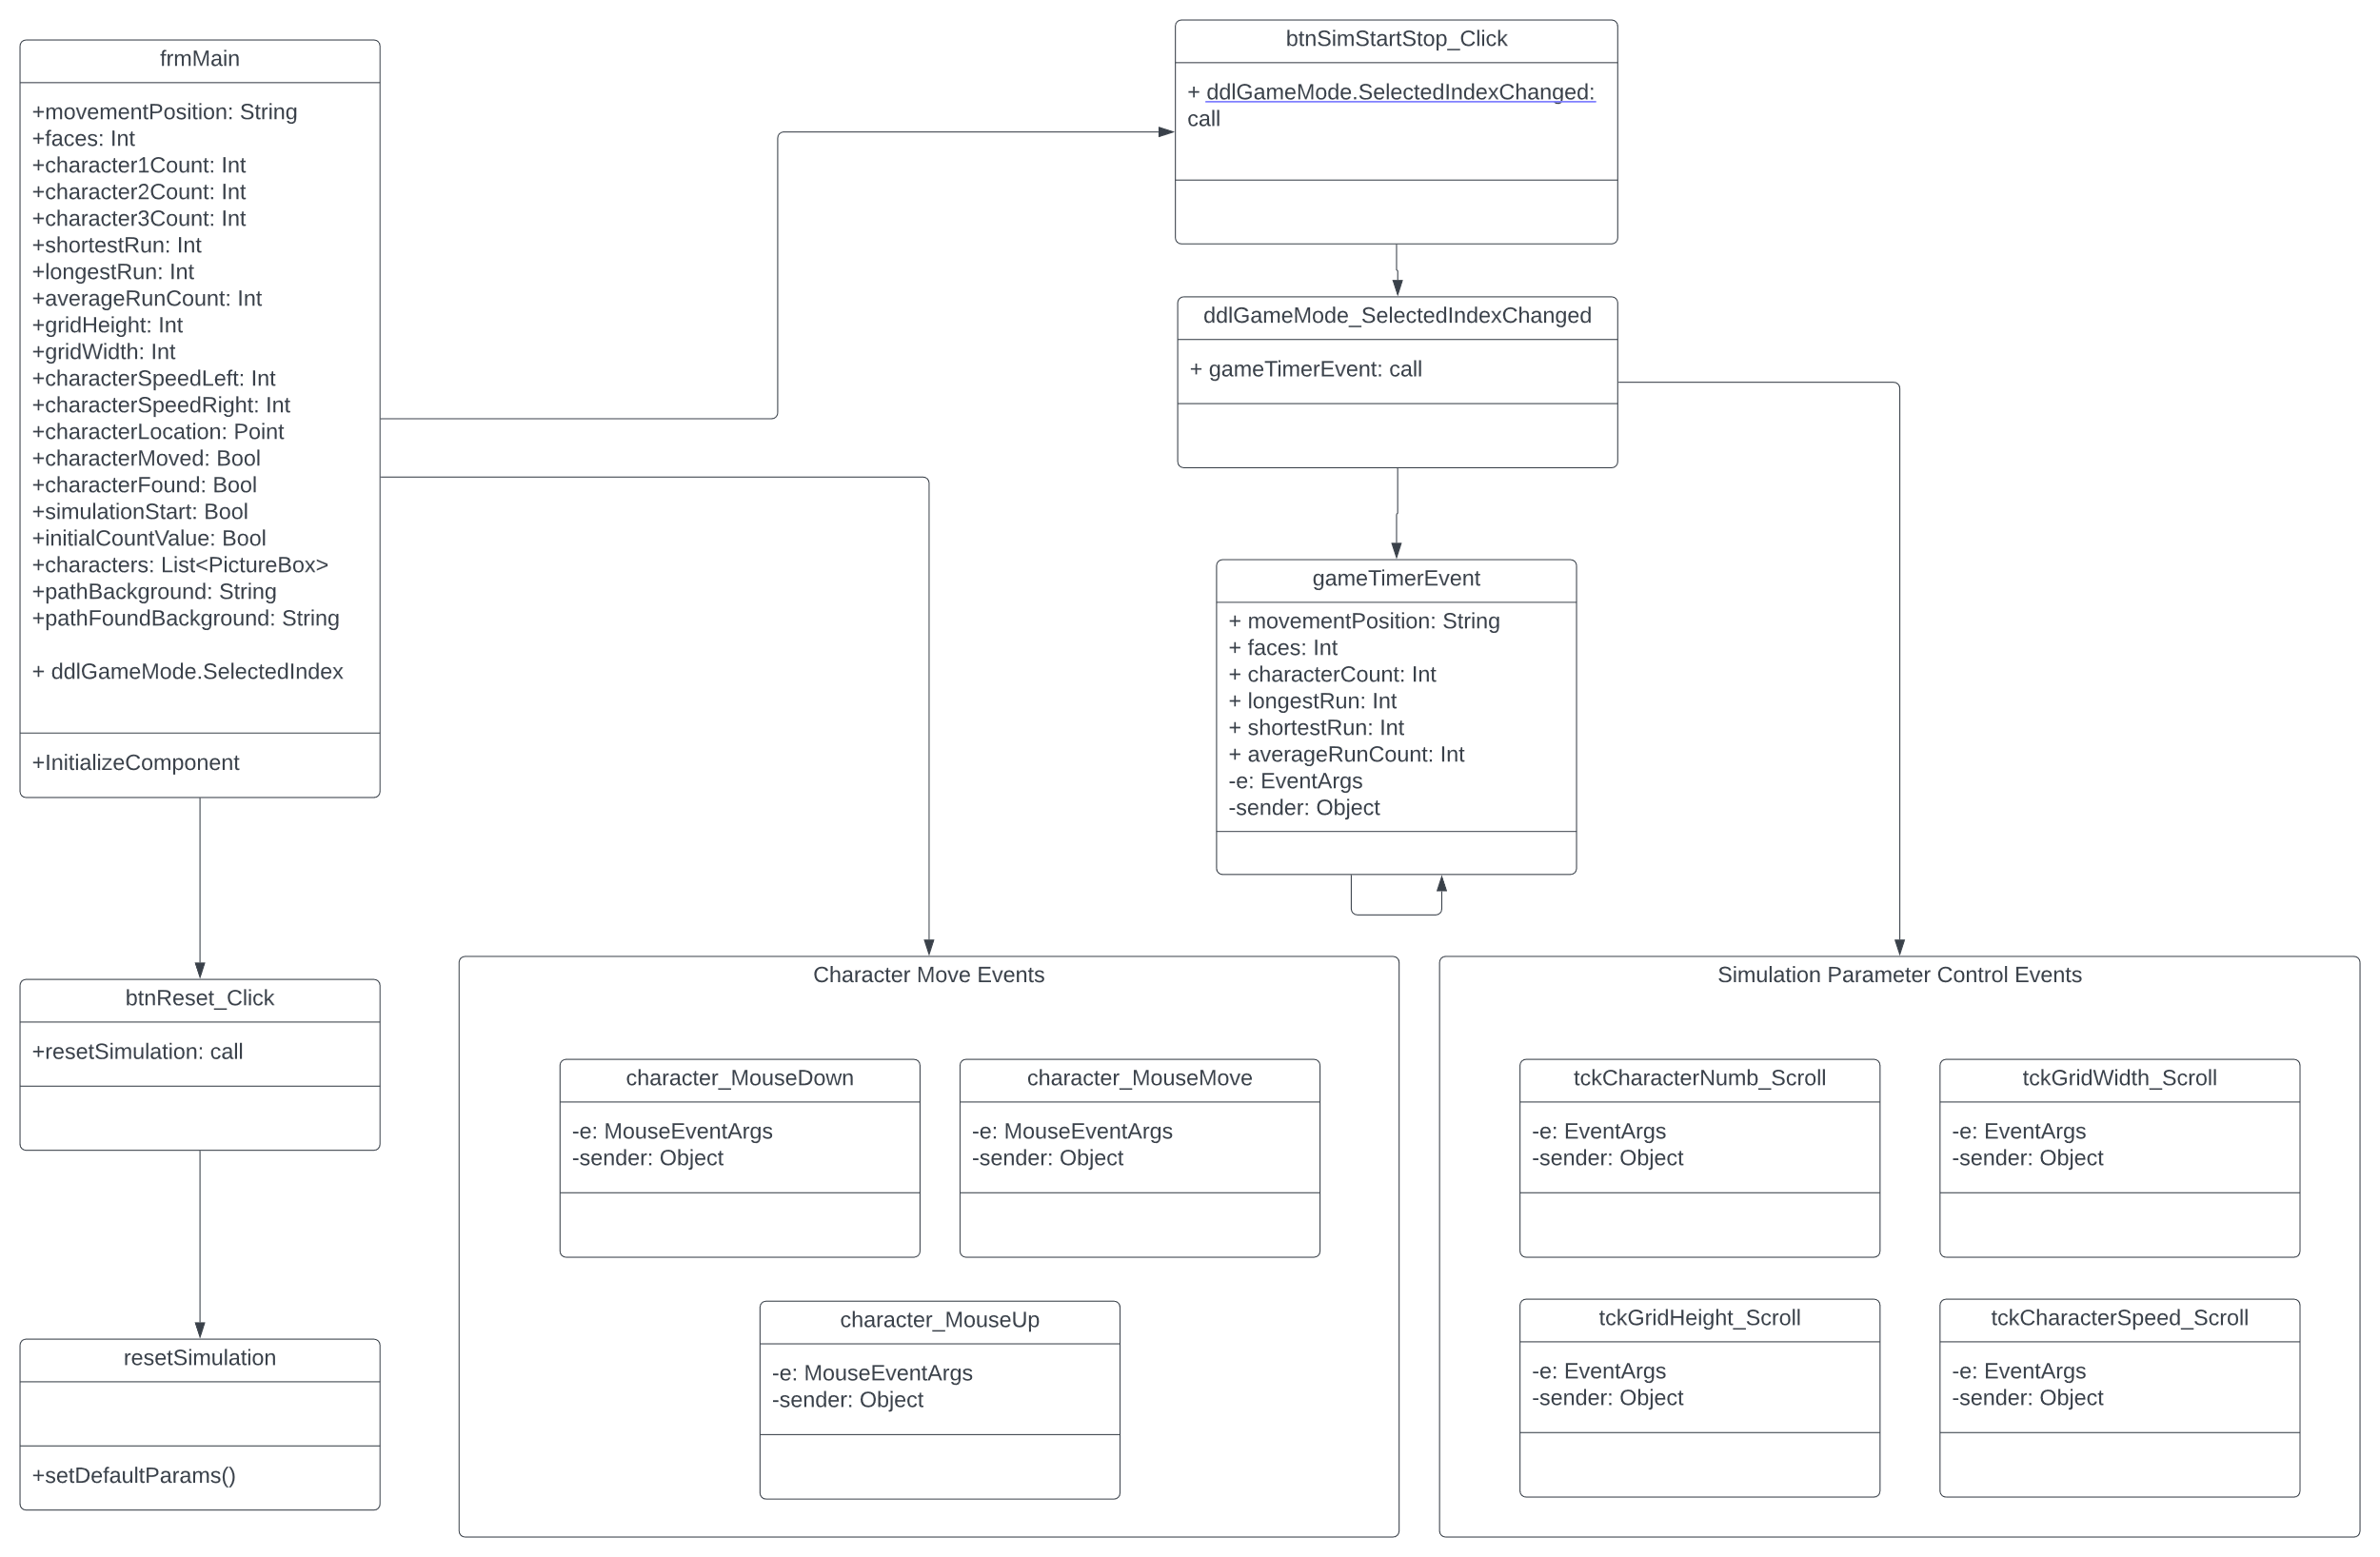 frmMain
+movementPosition: String
+faces: Int
+character1Count: Int
+character2Count: Int
+character3Count: Int
+shortestRun: Int
+longestRun: Int
+averageRunCount: Int
+gridHeight: Int
+gridWidth: Int
+characterSpeedLeft: Int
+characterSpeedRight: Int
+characterLocation: Point
+characterMoved: Bool
+characterFound: Bool
+simulationStart: Bool
+initialCountValue: Bool
+characters: List<PictureBox>
+pathBackground: String
+pathFoundBackground: String
+ ddlGameMode.SelectedIndex
+InitializeComponent
btnSimStartStop_Click
+ ddlGameMode.SelectedIndexChanged:
call
ddlGameMode_SelectedIndexChanged
+ gameTimerEvent: call
gameTimerEvent
+ movementPosition: String
+ faces: Int
+ characterCount: Int
+ longestRun: Int
+ shortestRun: Int
+ averageRunCount: Int
-e: EventArgs
-sender: Object
btnReset_Click
+resetSimulation: call
resetSimulation
+setDefaultParams()
Character Move Events
character_MouseDown
-e: MouseEventArgs
-sender: Object
character_MouseMove
-e: MouseEventArgs
-sender: Object
character_MouseUp
-e: MouseEventArgs
-sender: Object
Simulation Parameter Control Events
tckCharacterNumb_Scroll
-e: EventArgs
-sender: Object
tckGridWidth_Scroll
-e: EventArgs
-sender: Object
tckGridHeight_Scroll
-e: EventArgs
-sender: Object
tckCharacterSpeed_Scroll
-e: EventArgs
-sender: Object